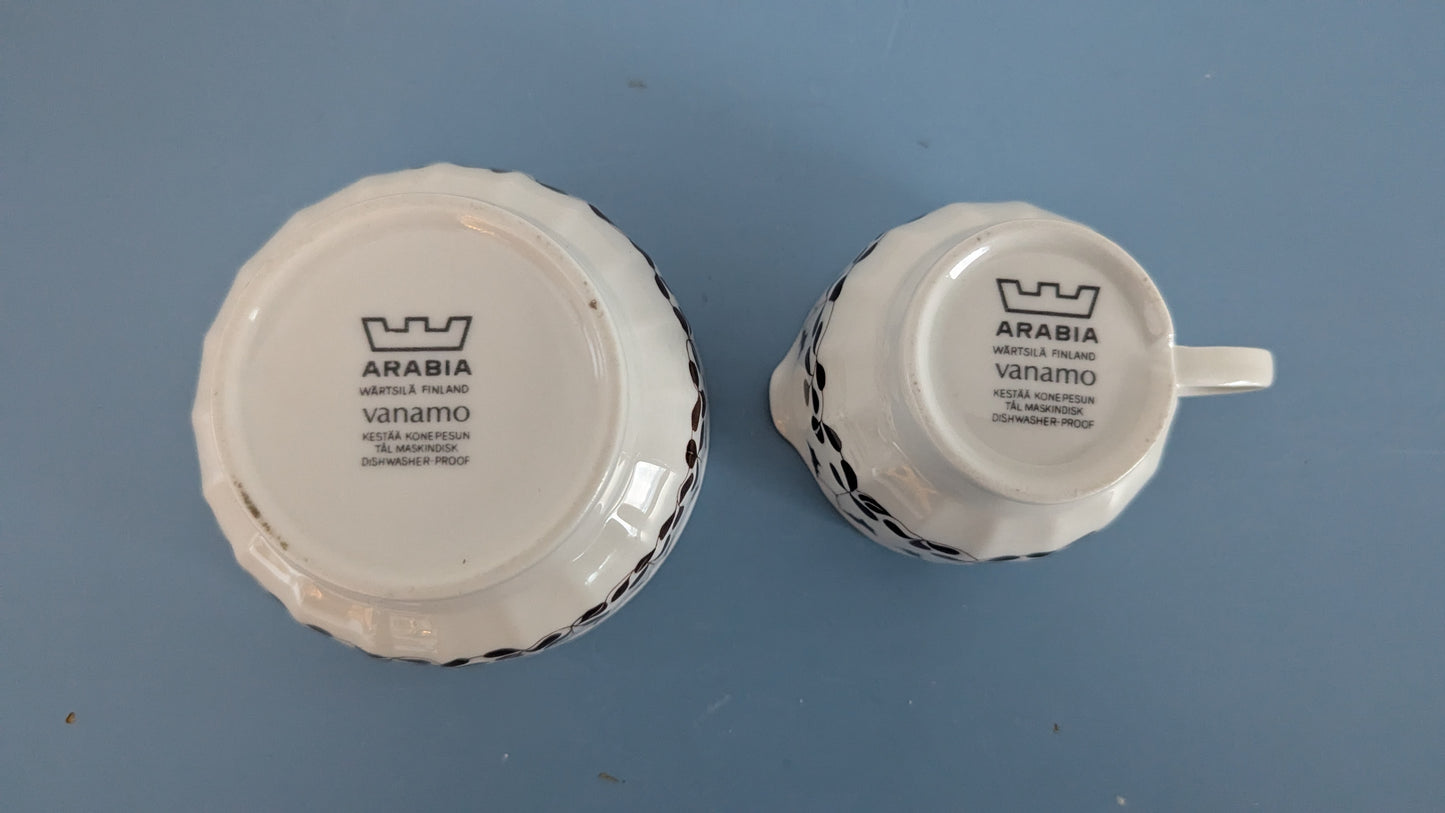 ARABIA
WÄRTSILÄ FINLAND
vanamo
KESTÄÄ KONEPESUN
TÅL MASKINDISK
DISHWASHER-PROOF
ARABIA
WÄRTSILÄ FINLAND
vanamo
KESTÄÄ KONEPESUN
TÅL MASKINDISK
DISHWASHER-PROOF